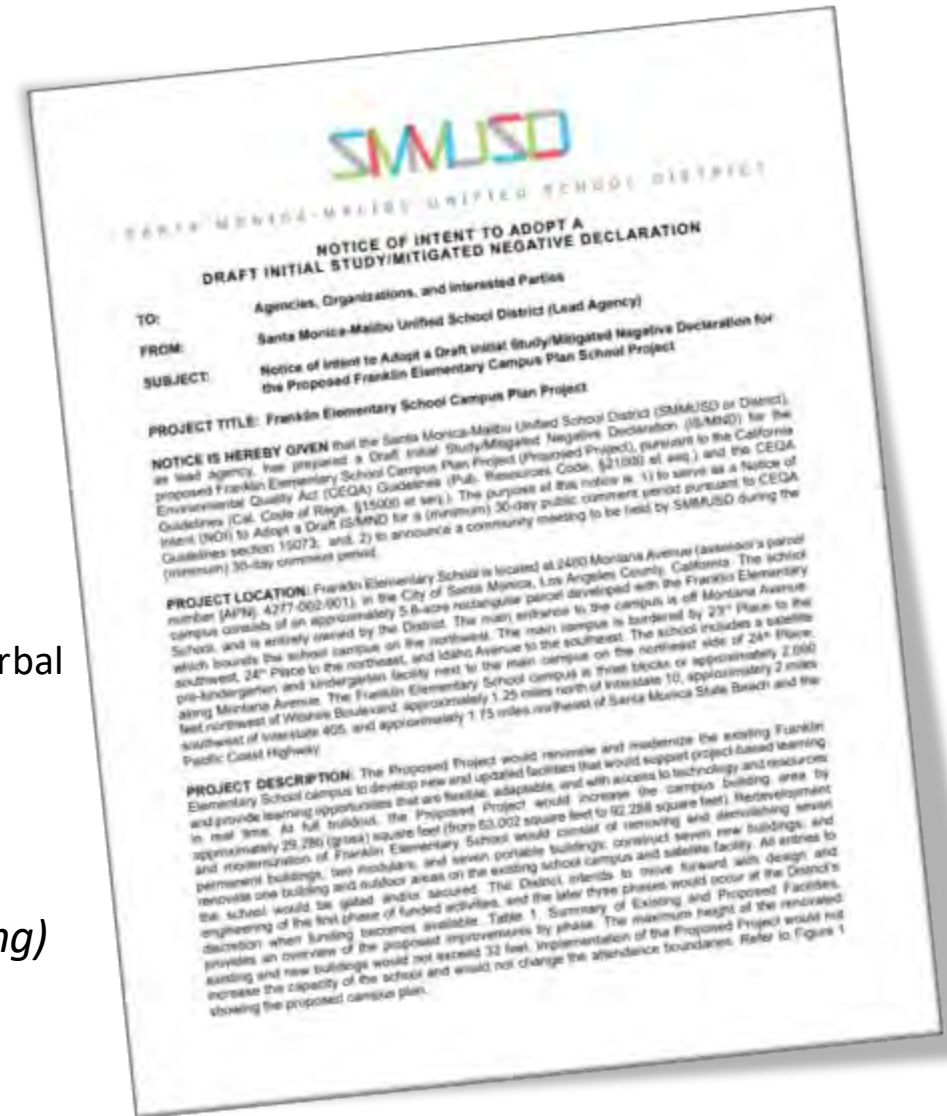 SMMUSD
SANTA MONICA-MALIBU UNIFIED SCHOOL DISTRICT
NOTICE OF INTENT TO ADOPT A
DRAFT INITIAL STUDY/MITIGATED NEGATIVE DECLARATION
TO: Agencies, Organizations, and Interested Parties
FROM: Santa Monica-Malibu Unified School District (Lead Agency)
SUBJECT: Notice of Intent to Adopt a Draft Initial Study/Mitigated Negative Declaration for
the Proposed Franklin Elementary Campus Plan School Project
PROJECT TITLE: Franklin Elementary School Campus Plan Project
NOTICE IS HEREBY GIVEN that the Santa Monica-Malibu Unified School District (SMMUSD or District),
as lead agency, has prepared a Draft Initial Study/Mitigated Negative Declaration (IS/MND) for the
proposed Franklin Elementary School Campus Plan Project (Proposed Project), pursuant to the California
Environmental Quality Act (CEQA) Guidelines (Pub. Resources Code, §21000 et seq.) and the CEQA
Guidelines (Cal. Code of Regs. §15000 et seq.). The purpose of this notice is: 1) to serve as a Notice of
Intent (NOI) to Adopt a Draft IS/MND for a (minimum) 30-day public comment period pursuant to CEQA
Guidelines section 15073; and, 2) to announce a community meeting to be held by SMMUSD during the
(minimum) 30-day comment period.
PROJECT LOCATION: Franklin Elementary School is located at 2400 Montana Avenue (assessor's parcel
number [APN]. 4277-002-901), in the City of Santa Monica, Los Angeles County, California. The school
campus consists of an approximately 5.8-acre rectangular parcel developed with the Franklin Elementary
School, and is entirely owned by the District. The main entrance to the campus is off Montana Avenue
which bounds the school campus on the northwest. The main campus is bordered by 23rd Place to the
southwest, 24th Place to the northeast, and Idaho Avenue to the southeast. The school includes a satellite
pre-kindergarten and kindergarten facility next to the main campus on the northeast side of 24th Place,
along Montana Avenue. The Franklin Elementary School campus is three blocks or approximately 2,000
feet northwest of Wilshire Boulevard, approximately 1.25 miles north of Interstate 10, approximately 2 miles
southwest of Interstate 405, and approximately 1.75 miles northeast of Santa Monica State Beach and the
Pacific Coast Highway.
PROJECT DESCRIPTION: The Proposed Project would renovate and modernize the existing Franklin
Elementary School campus to develop new and updated facilities that would support project-based learning
and provide learning opportunities that are flexible, adaptable, and with access to technology and resources
in real time. At full buildout, the Proposed Project would increase the campus building area by
approximately 29,286 (gross) square feet (from 63,002 square feet to 92,288 square feet). Redevelopment
and modernization of Franklin Elementary School would consist of removing and demolishing seven
permanent buildings, two modulars, and seven portable buildings; construct seven new buildings; and
renovate one building and outdoor areas on the existing school campus and satellite facility. All entries to
the school would be gated and/or secured. The District intends to move forward with design and
engineering of the first phase of funded activities, and the later three phases would occur at the District's
discretion when funding becomes available. Table 1, Summary of Existing and Proposed Facilities,
provides an overview of the proposed improvements by phase. The maximum height of the renovated
existing and new buildings would not exceed 32 feet. Implementation of the Proposed Project would not
increase the capacity of the school and would not change the attendance boundaries. Refer to Figure 1
showing the proposed campus plan.
rbal
ng)